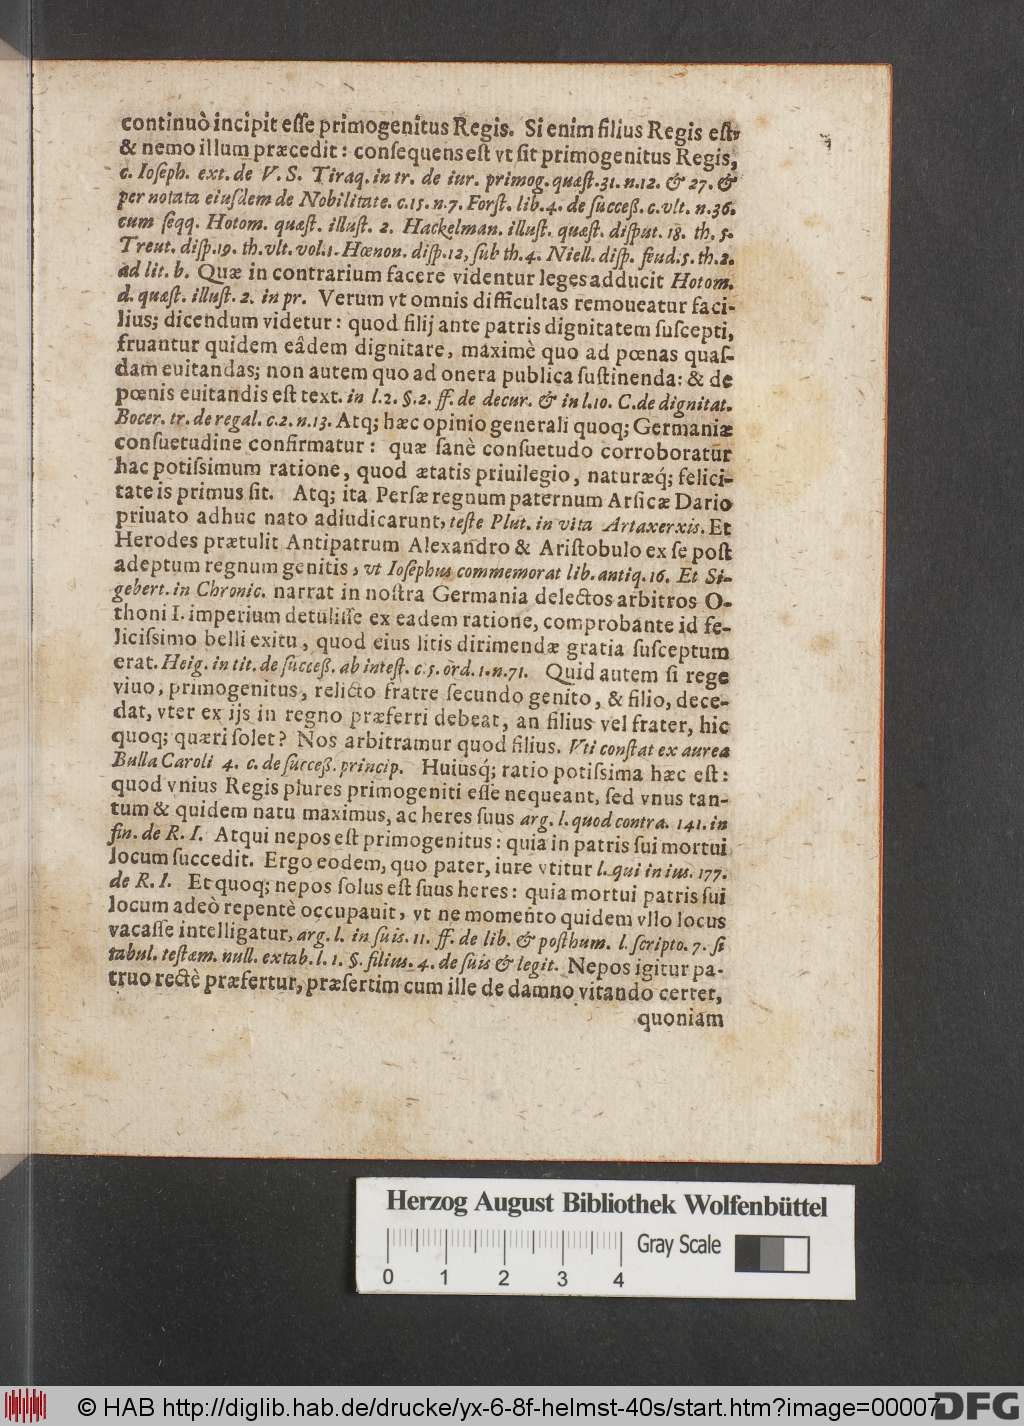 continuò incipit eſſe primogenitus Regis. Si enim filius Regis eſt,
& nemo illum præcedit: conſequens eſt vt ſit primogenitus Regis,
c. Ioſeph. ext. de V. S. Tiraq. in tr. de iur. primog. quæſt. 31. n. 12. & 27. &
per notata eiuſdem de Nobilitate. c. 15. n. 7. Forſt. lib. 4. de ſucceß. c. vlt. n. 36.
cum ſeqq. Hotom. quæſt. illuſt. 2. Hackelman. illuſt. quæſt. diſput. 18. th. 5.
Treut. diſp. 19. th. vlt. vol. 1. Hœnon. diſp. 12, ſub th. 4. Niell. diſp. feud. 5. th. 2.
ad lit. b. Quæ in contrarium facere videntur leges adducit Hotom.
d. quæſt. illuſt. 2. in pr. Verum vt omnis difficultas remoueatur faci-
lius; dicendum videtur: quod filij ante patris dignitatem ſuſcepti,
fruantur quidem eâdem dignitate, maximè quo ad pœnas quaſ-
dam euitandas; non autem quo ad onera publica ſuſtinenda: & de
pœnis euitandis eſt text. in l. 2. §. 2. ff. de decur. & in l. 10. C. de dignitat.
Bocer. tr. de regal. c. 2. n. 13. Atq; hæc opinio generali quoq; Germaniæ
conſuetudine confirmatur: quæ ſanè conſuetudo corroboratur
hac potiſsimum ratione, quod ætatis priuilegio, naturæq́; felici-
tate is primus ſit. Atq; ita Perſæ regnum paternum Arſicæ Dario
priuato adhuc nato adiudicarunt, teſte Plut. in vita Artaxerxis. Et
Herodes prætulit Antipatrum Alexandro & Ariſtobulo ex ſe poſt
adeptum regnum genitis, vt Ioſephus commemorat lib. antiq. 16. Et Si-
gebert. in Chronic. narrat in noſtra Germania delectos arbitros O-
thoni I. imperium detuliſſe ex eadem ratione, comprobante id fe-
liciſsimo belli exitu, quod eius litis dirimendæ gratia ſuſceptum
erat. Heig. in tit. de ſucceß. ab inteſt. c. 5. ord. 1. n. 71. Quid autem ſi rege
viuo, primogenitus, relicto fratre ſecundo genito, & filio, dece-
dat, vter ex ijs in regno præferri debeat, an filius vel frater, hic
quoq; quæri ſolet? Nos arbitramur quod filius. Vti conſtat ex aurea
Bulla Caroli 4. c. de ſucceß. princip. Huiusq́; ratio potiſsima hæc eſt:
quod vnius Regis plures primogeniti eſſe nequeant, ſed vnus tan-
tum & quidem natu maximus, ac heres ſuus arg. l. quod contra. 141. in
fin. de R. I. Atqui nepos eſt primogenitus: quia in patris ſui mortui
locum ſuccedit. Ergo eodem, quo pater, iure vtitur l. qui in ius. 177.
de R. I. Et quoq; nepos ſolus eſt ſuus heres: quia mortui patris ſui
locum adeò repentè occupauit, vt ne momento quidem vllo locus
vacaſſe intelligatur, arg. l. in ſuis. 11. ff. de lib. & poſthum. l. ſcripto. 7. ſi
tabul. teſtam. null. extab. l. 1. §. filius. 4. de ſuis & legit. Nepos igitur pa-
truo rectè præfertur, præſertim cum ille de damno vitando certet,
quoniam
Herzog August Bibliothek Wolfenbüttel
Gray Scale
0 1 2 3 4
© HAB http://diglib.hab.de/drucke/yx-6-8f-helmst-40s/start.htm?image=00007
DFG